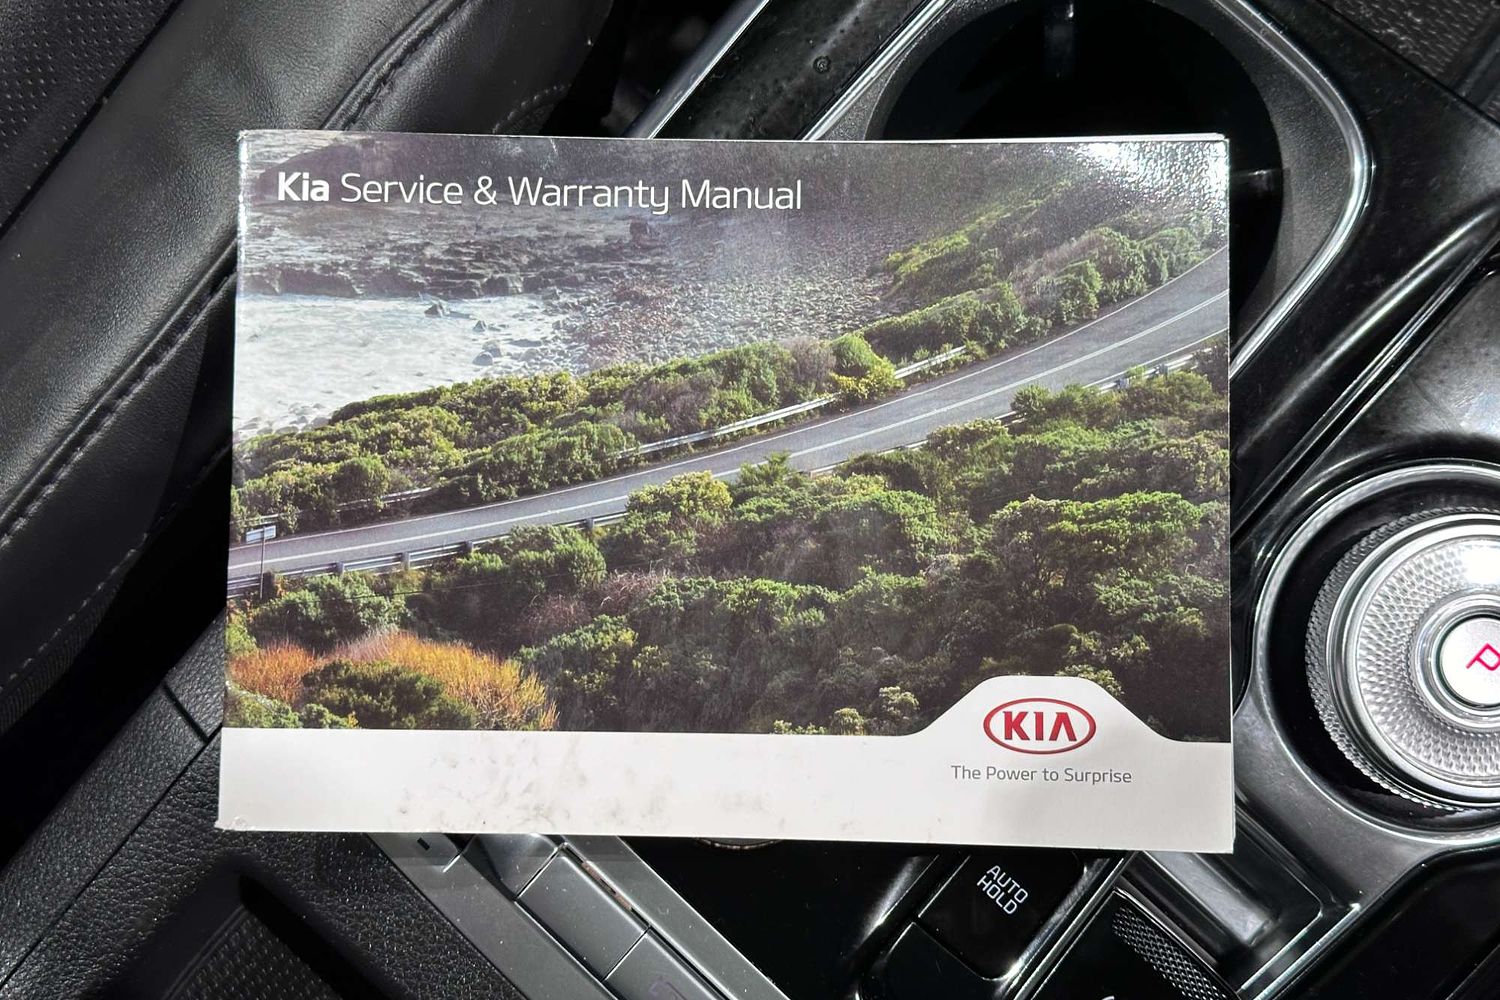 Kia Service & Warranty Manual
KIA
The Power to Surprise
P
AUTO
HOLD